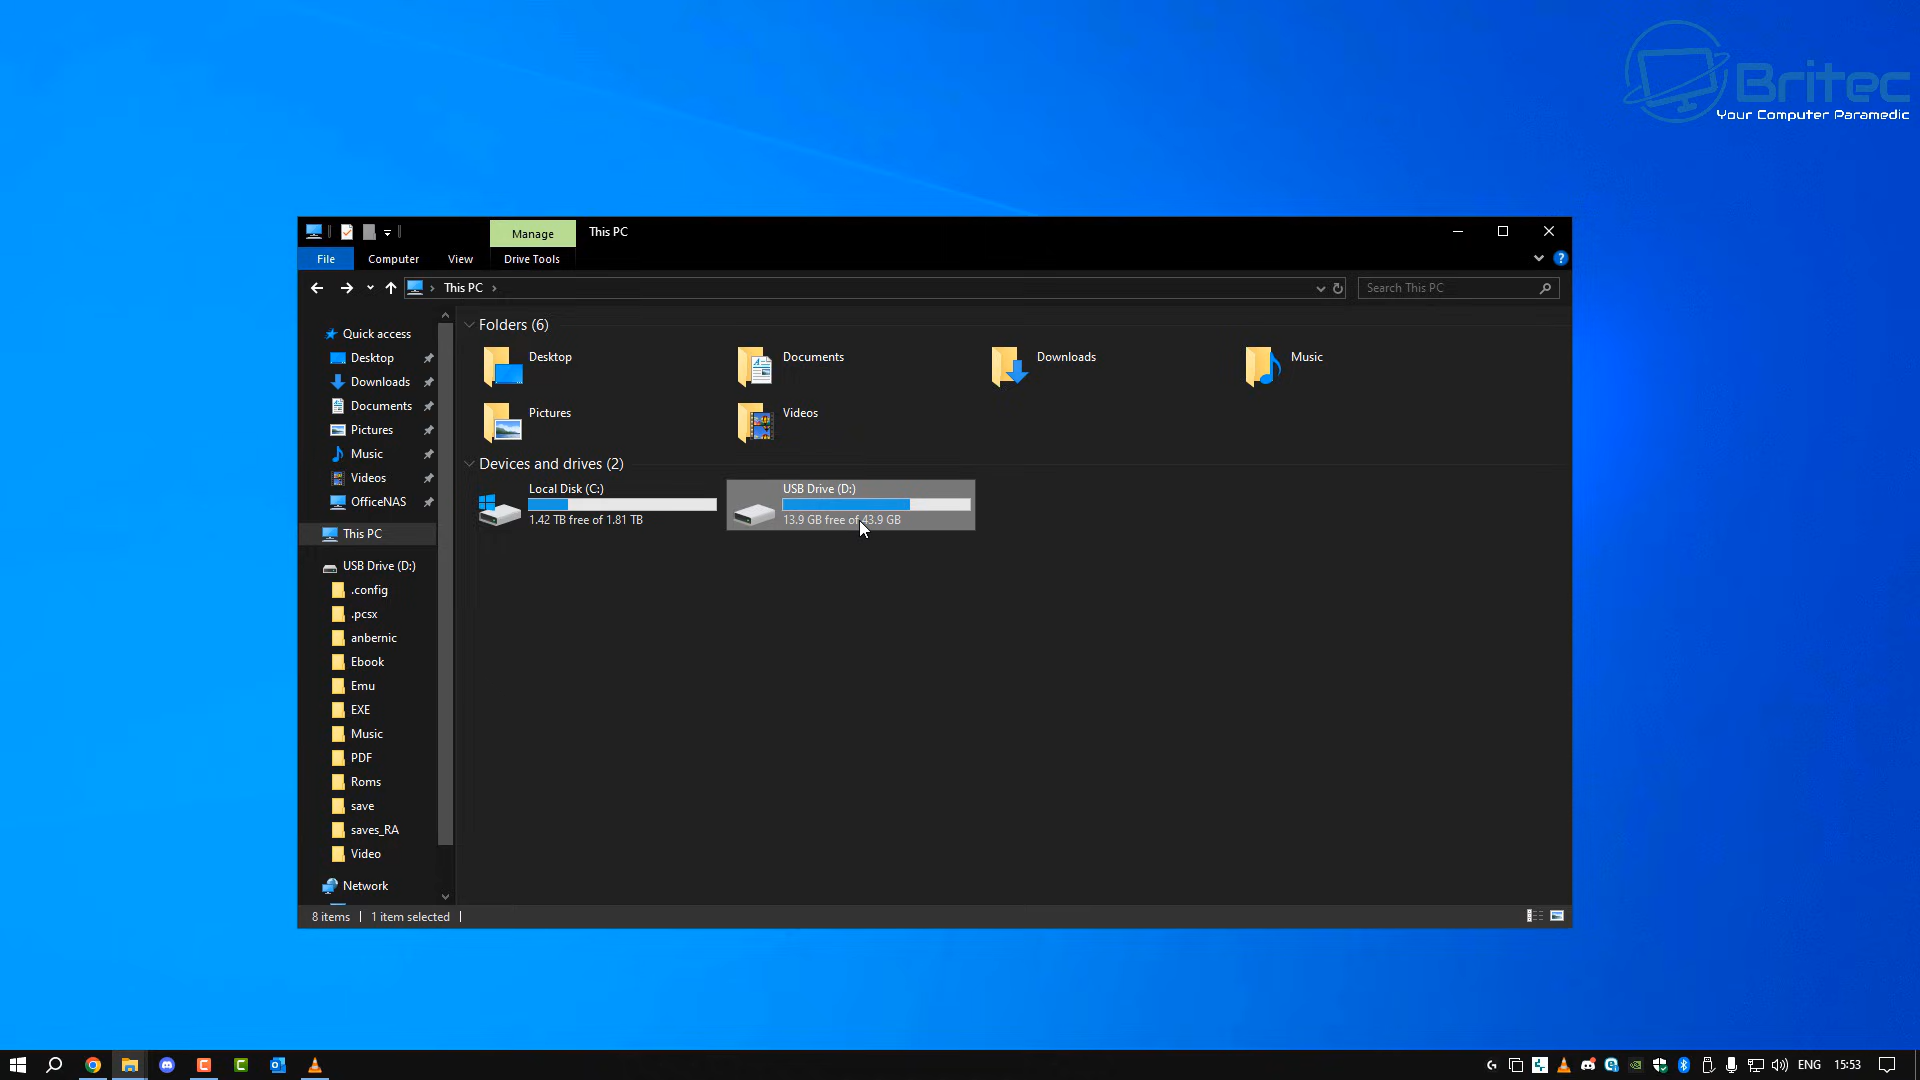 Britec
Your Computer Paramedic
Manage
This PC
File
Computer
View
Drive Tools
?
This PC
Search This PC
Quick access
Desktop
Downloads
Documents
Pictures
Music
Videos
OfficeNAS
This PC
USB Drive (D:)
.config
.pcsx
anbernic
Ebook
Emu
EXE
Music
PDF
Roms
save
saves_RA
Video
Network
Folders (6)
Desktop
Documents
Downloads
Music
Pictures
Videos
Devices and drives (2)
Local Disk (C:)
1.42 TB free of 1.81 TB
USB Drive (D:)
13.9 GB free of 43.9 GB
8 items
1 item selected
ENG
15:53